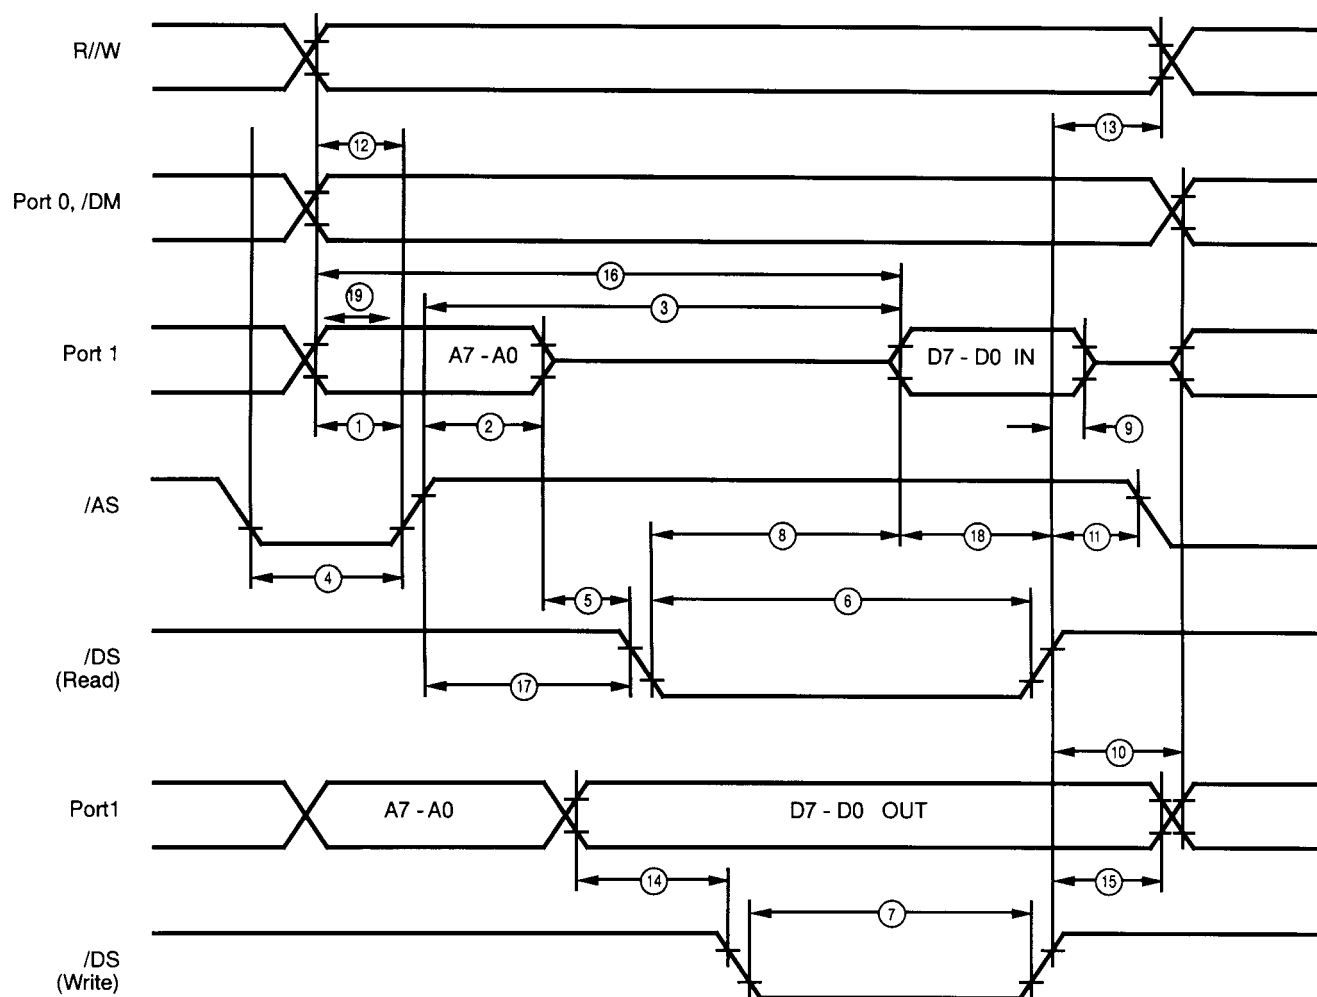 R//W
13
12
Port 0, /DM
16
19
3
Port 1
A7 - A0
D7 - D0 IN
1
2
9
/AS
8
18
11
4
5
6
/DS
(Read)
17
10
Port1
A7 - A0
D7 - D0 OUT
14
15
7
/DS
(Write)